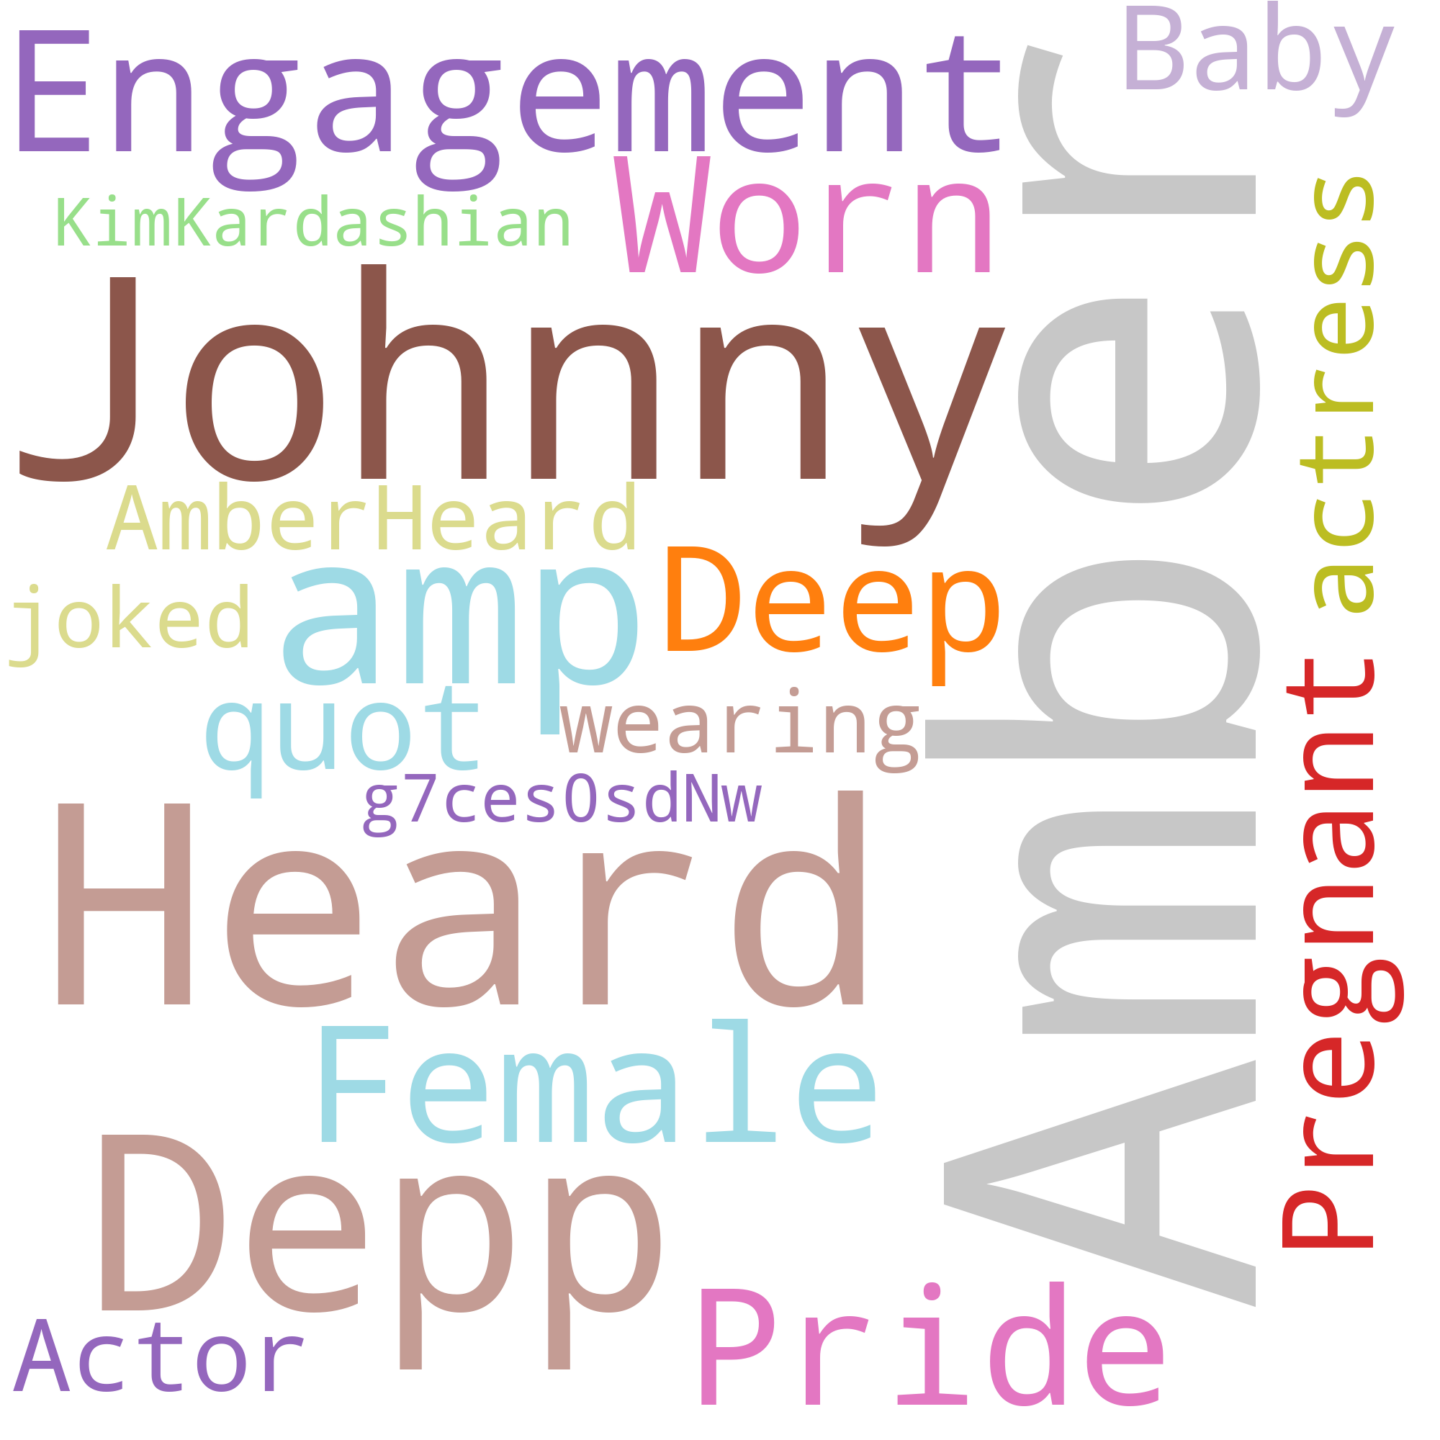 Engagement
Baby
KimKardashian
Worn
Johnny
Amber
actress
AmberHeard
joked
amp
Deep
quot
wearing
g7ces0sdNw
Heard
Pregnant
Female
Depp
Actor
Pride